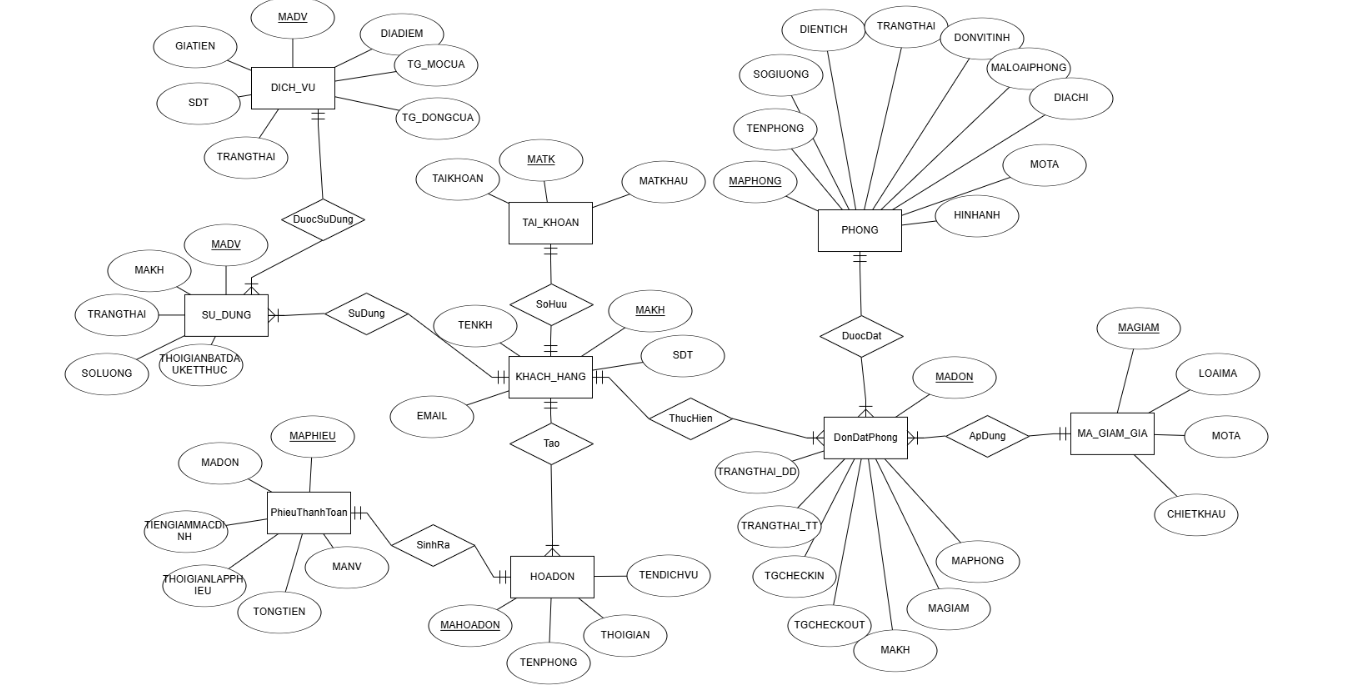 MADV
GIATIEN
DIADIEM
TG_MOCUA
DICH_VU
SDT
TG_DONGCUA
TRANGTHAI
DuocSuDung
MADV
MAKH
TRANGTHAI
SU_DUNG
SOLUONG
THOIGIANBATDA
UKETTHUC
SuDung
MATK
TAIKHOAN
MATKHAU
TAI_KHOAN
SoHuu
TENKH
MAKH
SDT
KHACH_HANG
EMAIL
Tao
ThucHien
DIENTICH
TRANGTHAI
DONVITINH
MALOAIPHONG
SOGIUONG
DIACHI
TENPHONG
MOTA
MAPHONG
HINHANH
PHONG
DuocDat
MADON
DonDatPhong
ApDung
TRANGTHAI_DD
TRANGTHAI_TT
TGCHECKIN
TGCHECKOUT
MAKH
MAGIAM
MAPHONG
MAGIAM
LOAIMA
MA_GIAM_GIA
MOTA
CHIETKHAU
MAPHIEU
MADON
PhieuThanhToan
TIENGIAMMACDI
NH
THOIGIANLAPPH
IEU
MANV
TONGTIEN
SinhRa
HOADON
TENDICHVU
MAHOADON
THOIGIAN
TENPHONG